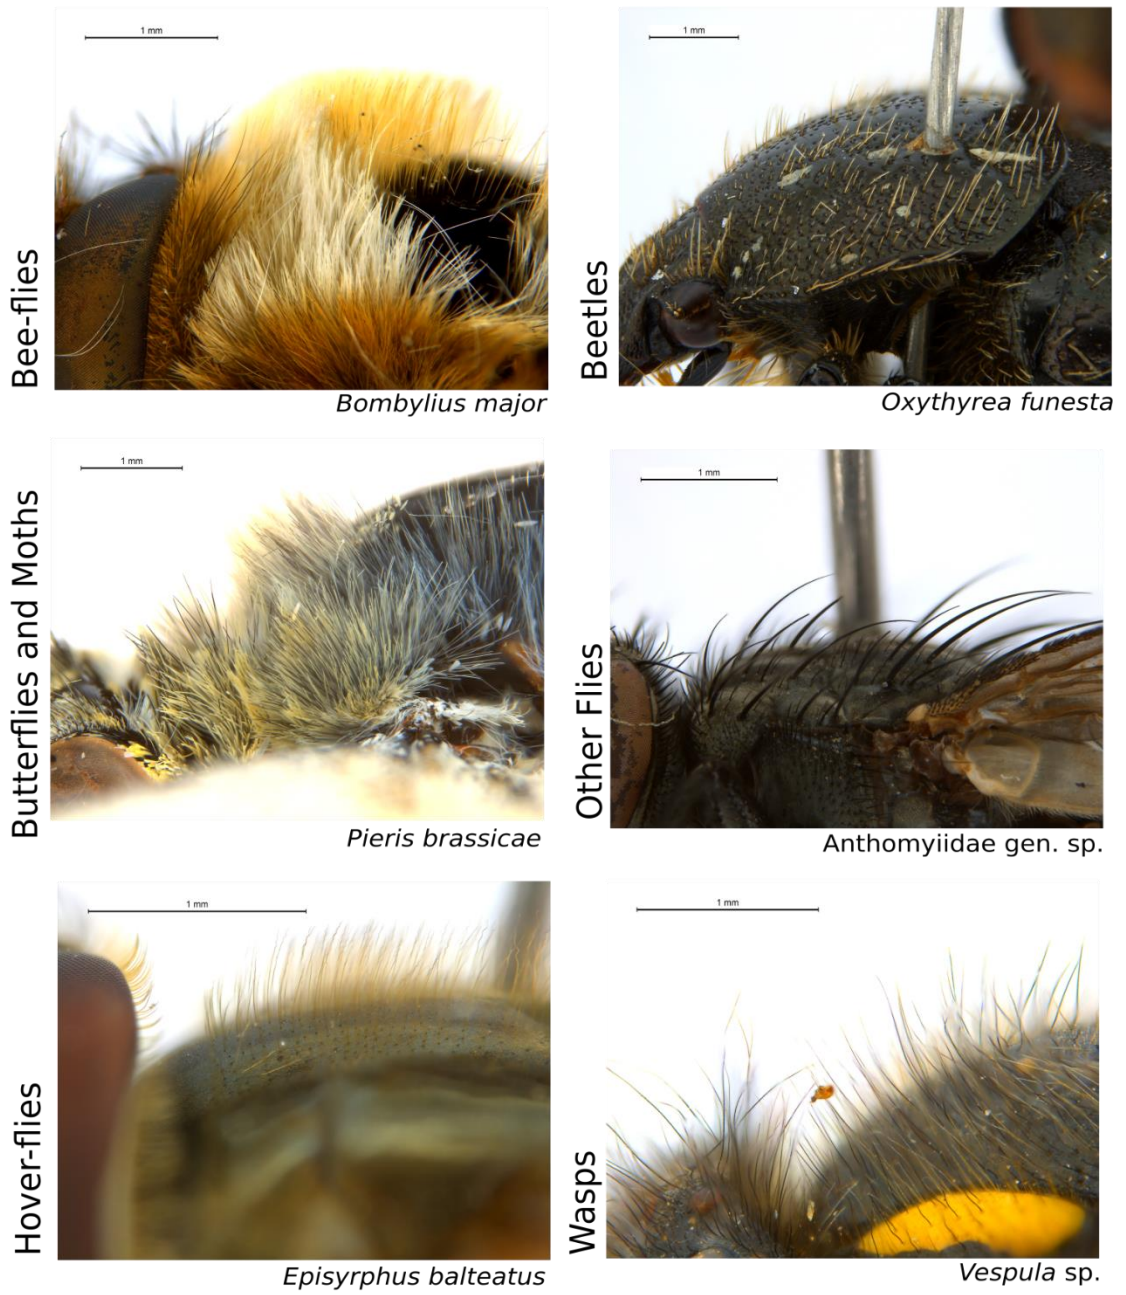 Bee-flies
1 mm
Bombylius major
Beetles
1 mm
Oxythyrea funesta
Butterflies and Moths
1 mm
Pieris brassicae
Other Flies
1 mm
Anthomyiidae gen. sp.
Hover-flies
1 mm
Episyrphus balteatus
Wasps
1 mm
Vespula sp.